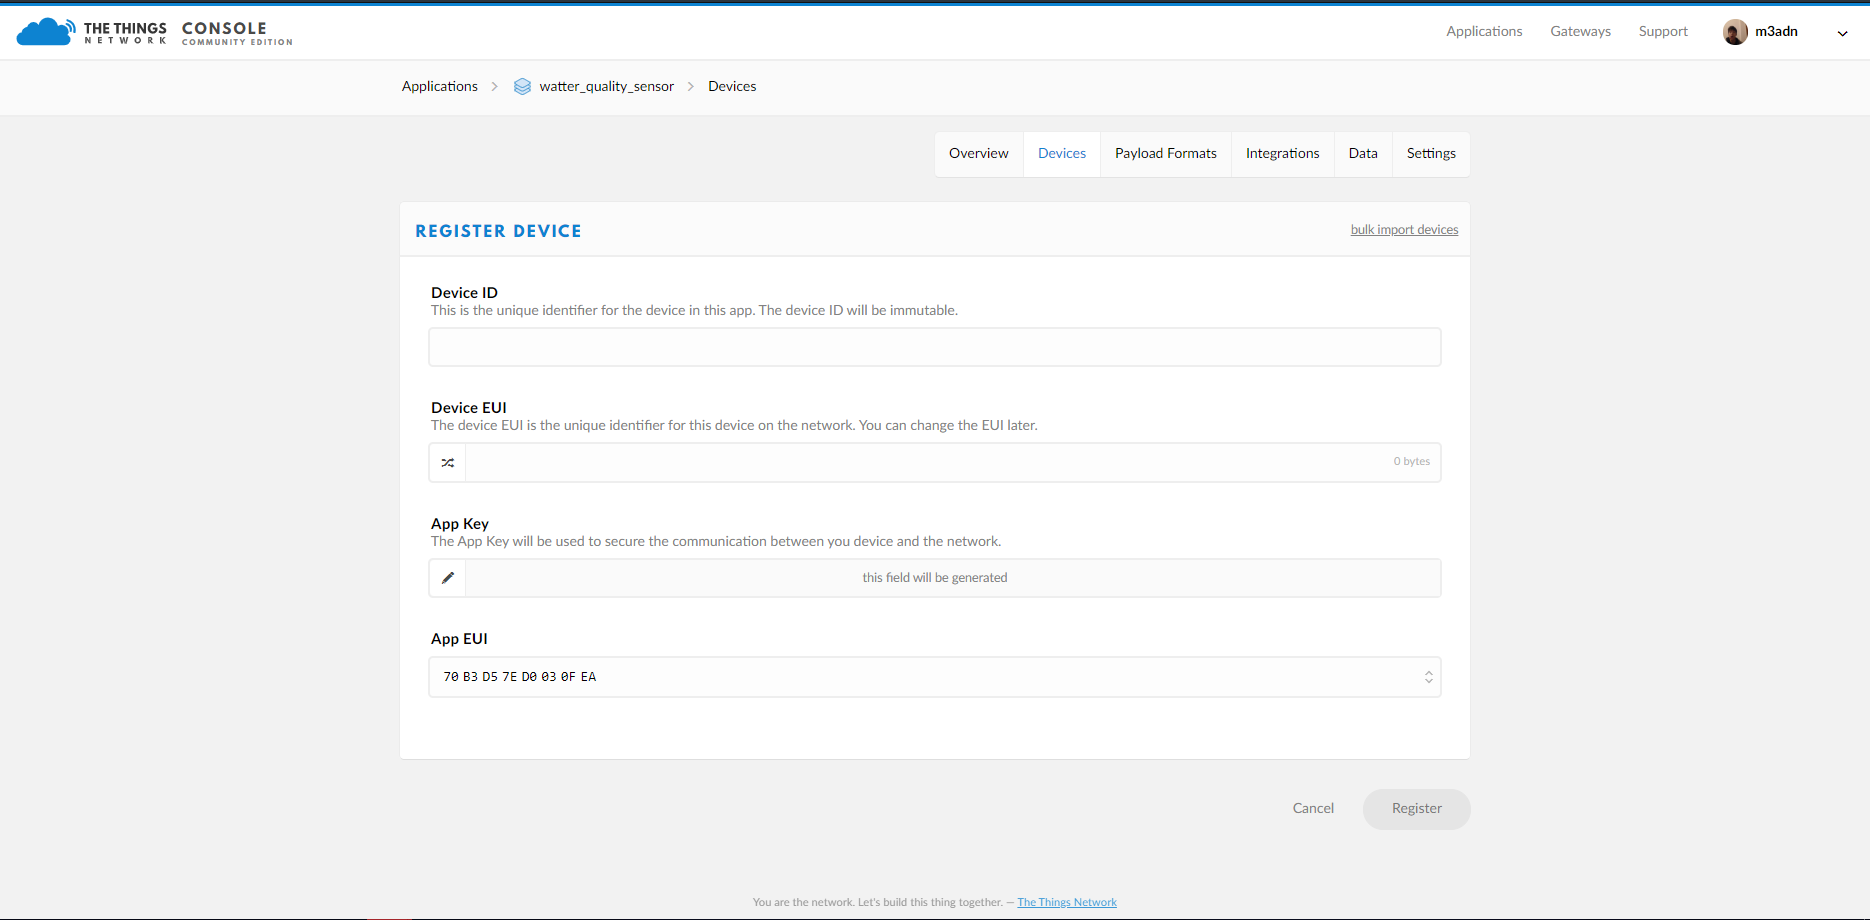 THE THINGS NETWORK CONSOLE COMMUNITY EDITION
Applications Gateways Support m3adn
Applications watter_quality_sensor Devices
Overview Devices Payload Formats Integrations Data Settings
REGISTER DEVICE bulk import devices
Device ID
This is the unique identifier for the device in this app. The device ID will be immutable.
Device EUI
The device EUI is the unique identifier for this device on the network. You can change the EUI later.
0 bytes
App Key
The App Key will be used to secure the communication between you device and the network.
this field will be generated
App EUI
70 B3 D5 7E D0 03 0F EA
Cancel Register
You are the network. Let's build this thing together. — The Things Network